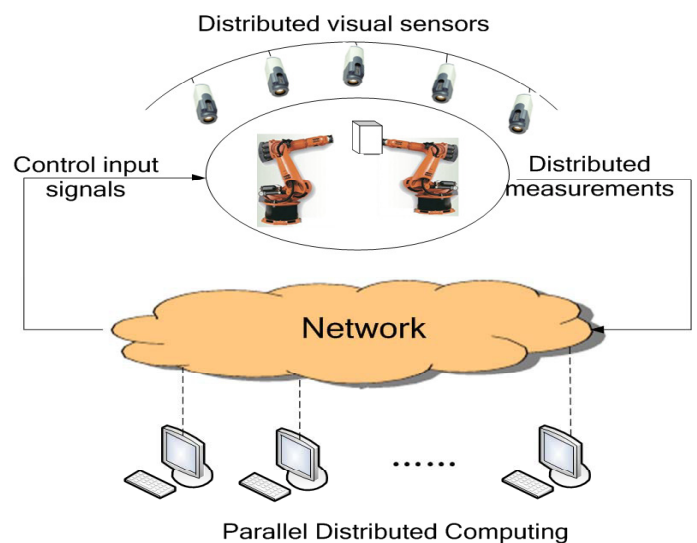 Distributed visual sensors
Control input
signals
Distributed
measurements
Network
......
Parallel Distributed Computing